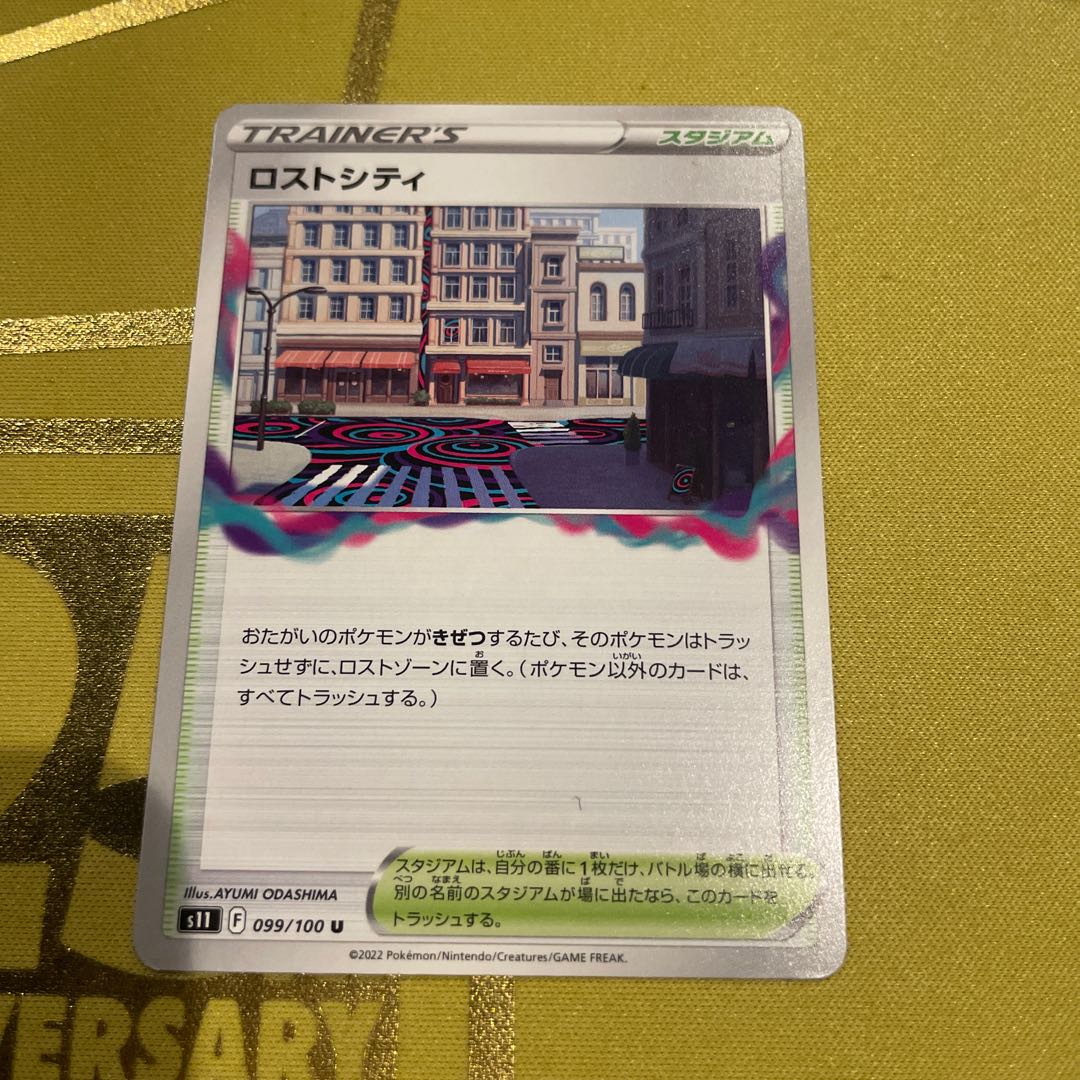 TRAINER'S
スタジアム
ロストシティ
おたがいのポケモンがきぜつするたび、そのポケモンはトラッ
シュせずに、ロストゾーンに置く。(ポケモン以外のカードは、
すべてトラッシュする。)
スタジアムは、自分の番に1枚だけ、バトル場の横に出せる。
別の名前のスタジアムが場に出たなら、このカードを
トラッシュする。
Illus. AYUMI ODASHIMA
s11 F 099/100 U
©2022 Pokémon/Nintendo/Creatures/GAME FREAK.
VERSARY